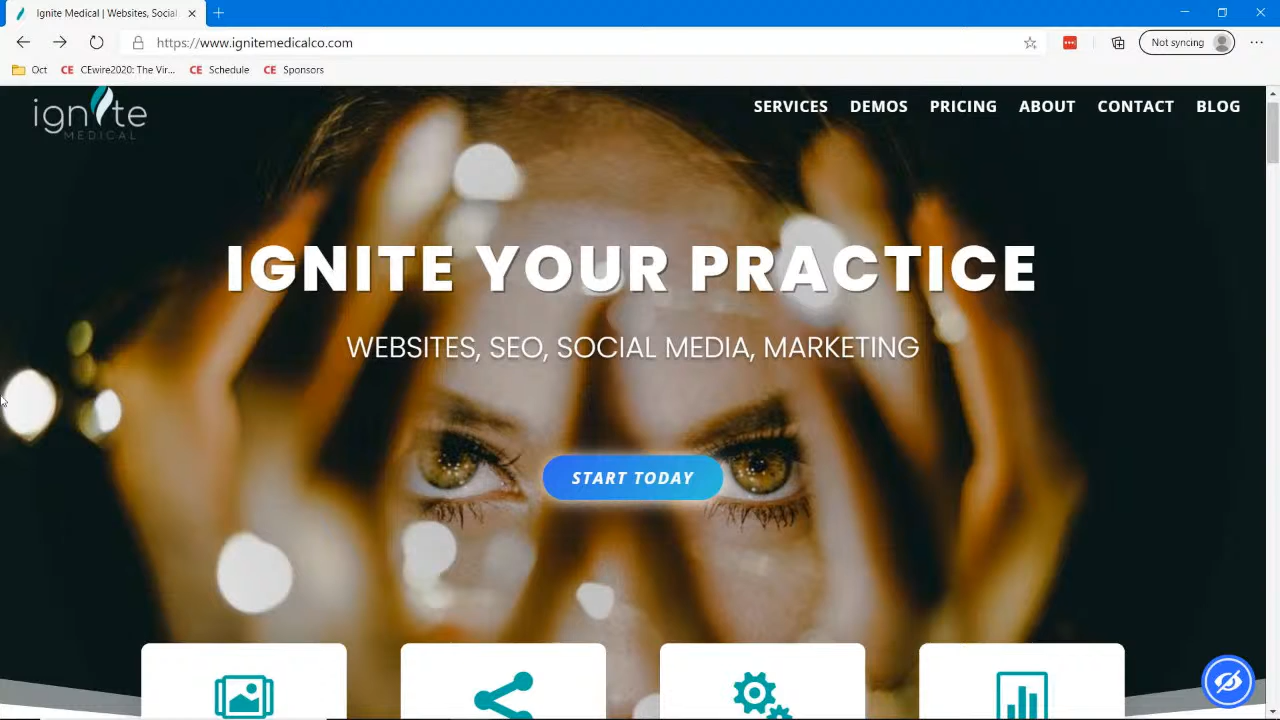 Ignite Medical | Websites, Social
https://www.ignitemedicalco.com
Not syncing
Oct
CE CEwire2020: The Vir...
CE Schedule
CE Sponsors
ignite
MEDICAL
SERVICES DEMOS PRICING ABOUT CONTACT BLOG
IGNITE YOUR PRACTICE
WEBSITES, SEO, SOCIAL MEDIA, MARKETING
START TODAY